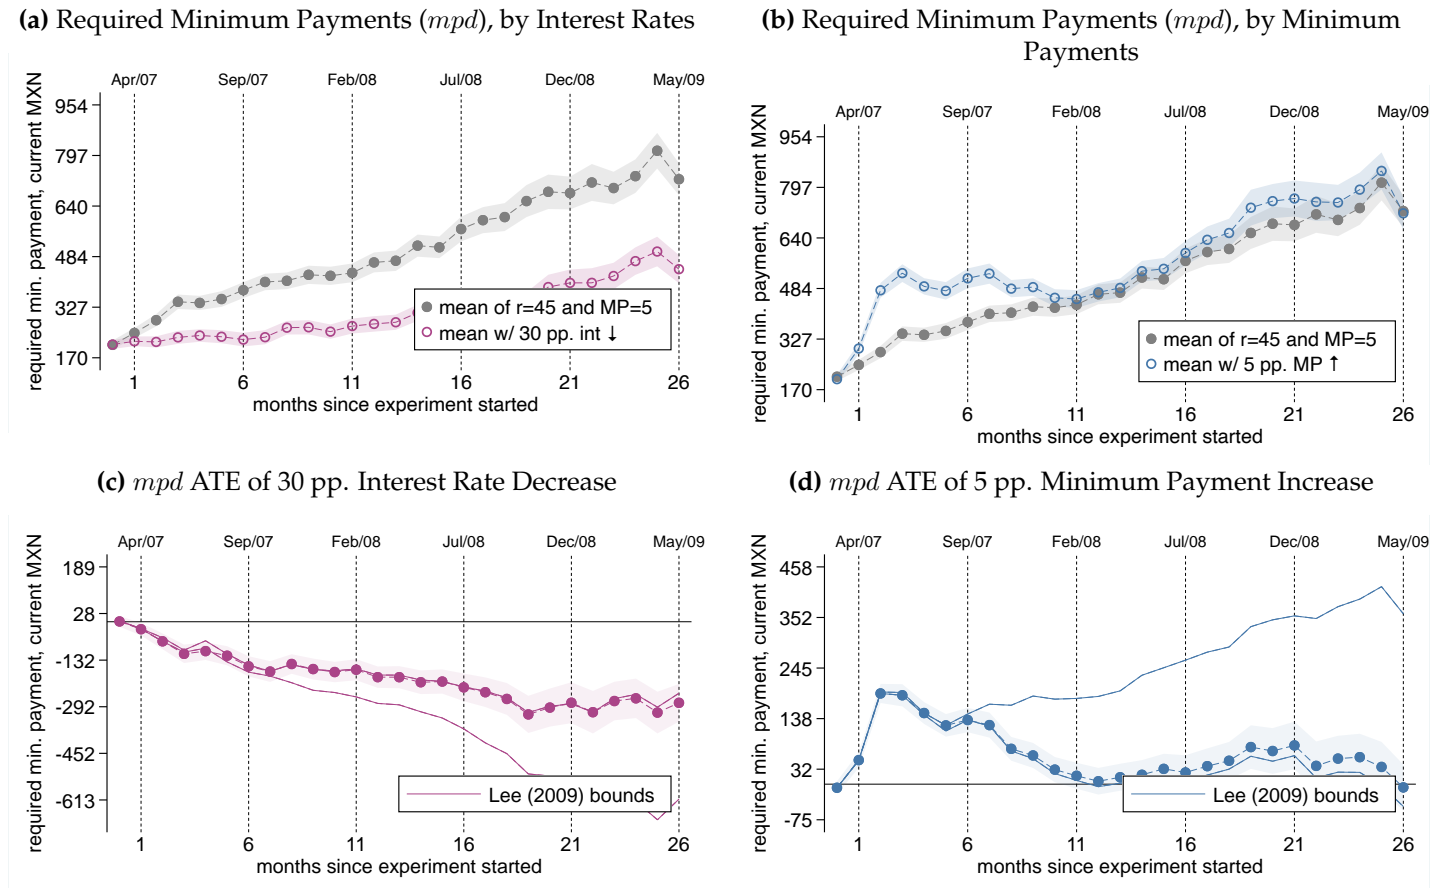 (a) Required Minimum Payments (mpd), by Interest Rates
Apr/07 Sep/07 Feb/08 Jul/08 Dec/08 May/09
required min. payment, current MXN
954
797
640
484
327
170
mean of r=45 and MP=5
mean w/ 30 pp. int ↓
1 6 11 16 21 26
months since experiment started
(b) Required Minimum Payments (mpd), by Minimum
Payments
Apr/07 Sep/07 Feb/08 Jul/08 Dec/08 May/09
required min. payment, current MXN
954
797
640
484
327
170
mean of r=45 and MP=5
mean w/ 5 pp. MP ↑
1 6 11 16 21 26
months since experiment started
(c) mpd ATE of 30 pp. Interest Rate Decrease
Apr/07 Sep/07 Feb/08 Jul/08 Dec/08 May/09
required min. payment, current MXN
189
28
-132
-292
-452
-613
Lee (2009) bounds
1 6 11 16 21 26
months since experiment started
(d) mpd ATE of 5 pp. Minimum Payment Increase
Apr/07 Sep/07 Feb/08 Jul/08 Dec/08 May/09
required min. payment, current MXN
458
352
245
138
32
-75
Lee (2009) bounds
1 6 11 16 21 26
months since experiment started